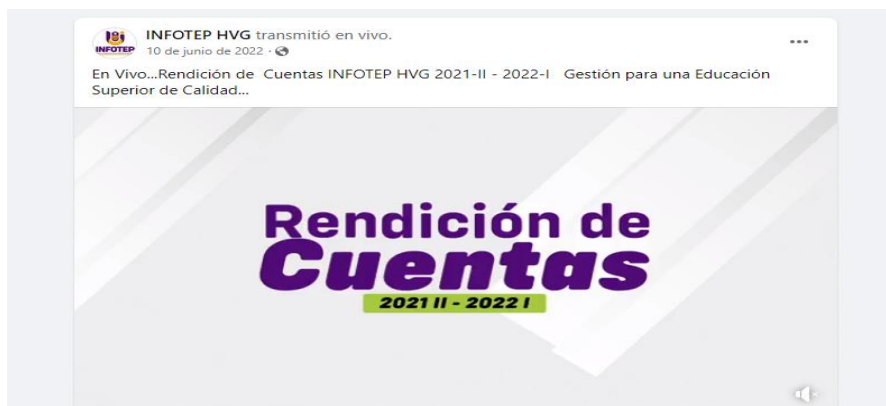 INFOTEP HVG transmitió en vivo.
INFOTEP
10 de junio de 2022 ·
En Vivo...Rendición de Cuentas INFOTEP HVG 2021-II - 2022-I Gestión para una Educación
Superior de Calidad...
Rendición de
Cuentas
2021 II - 2022 I